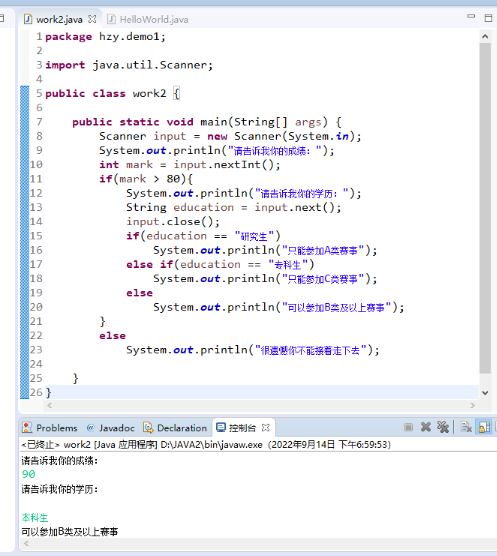 work2.java HelloWorld.java
1 package hzy.demo1;
2
3 import java.util.Scanner;
4
5 public class work2 {
6
7 public static void main(String[] args) {
8 Scanner input = new Scanner(System.in);
9 System.out.println("请告诉我你的成绩：");
10 int mark = input.nextInt();
11 if(mark > 80){
12 System.out.println("请告诉我你的学历：");
13 String education = input.next();
14 input.close();
15 if(education == "研究生")
16 System.out.println("只能参加A类赛事");
17 else if(education == "专科生")
18 System.out.println("只能参加C类赛事");
19 else
20 System.out.println("可以参加B类及以上赛事");
21 }
22 else
23 System.out.println("很遗憾你不能接着走下去");
24
25 }
26 }
Problems @ Javadoc Declaration 控制台
<已终止> work2 [Java 应用程序] D:\JAVA2\bin\javaw.exe（2022年9月14日 下午6:59:53）
请告诉我你的成绩：
90
请告诉我你的学历：
本科生
可以参加B类及以上赛事